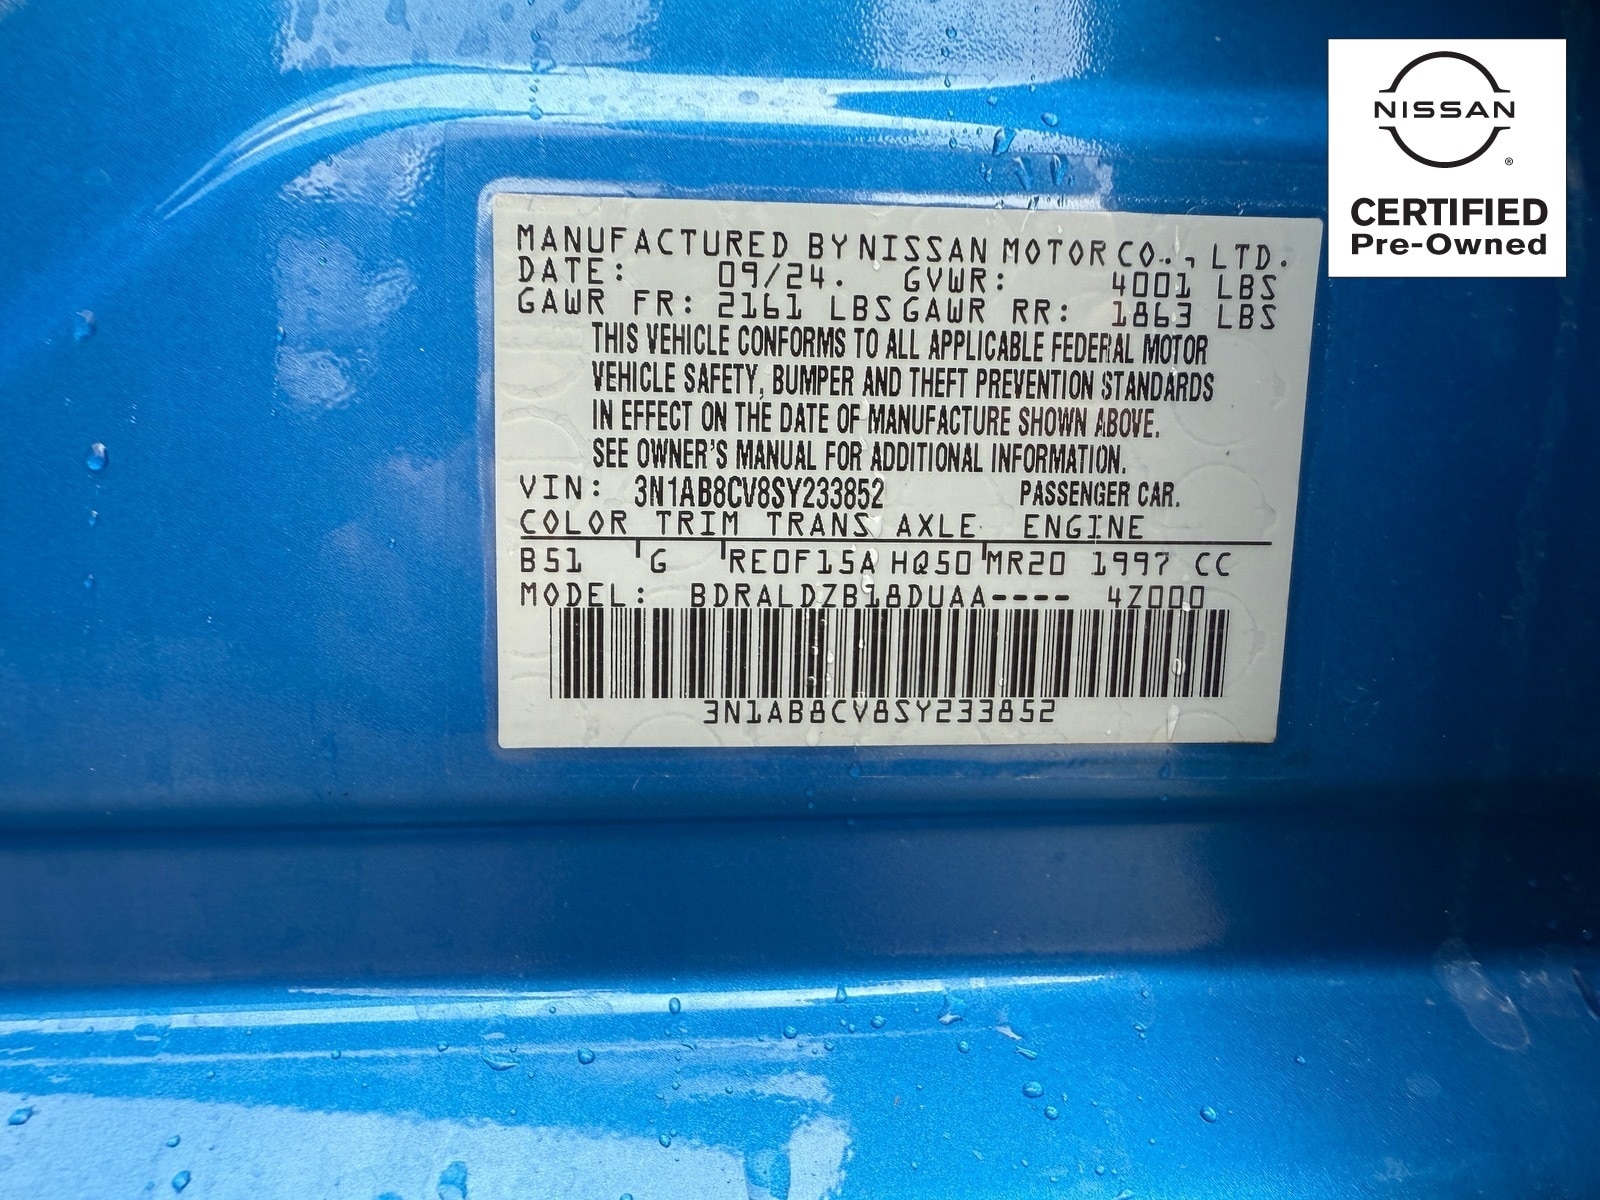 NISSAN
®
CERTIFIED
Pre-Owned
MANUFACTURED BY NISSAN MOTOR CO., LTD.
DATE: 09/24. GVWR: 4001 LBS
GAWR FR: 2161 LBS GAWR RR: 1863 LBS
THIS VEHICLE CONFORMS TO ALL APPLICABLE FEDERAL MOTOR
VEHICLE SAFETY, BUMPER AND THEFT PREVENTION STANDARDS
IN EFFECT ON THE DATE OF MANUFACTURE SHOWN ABOVE.
SEE OWNER'S MANUAL FOR ADDITIONAL INFORMATION.
VIN: 3N1AB8CV8SY233852 PASSENGER CAR.
COLOR TRIM TRANS AXLE ENGINE
B51 G RE0F15A HQ50 MR20 1997 CC
MODEL: BDRALDZB18DUAA---- 4Z000
3N1AB8CV8SY233852